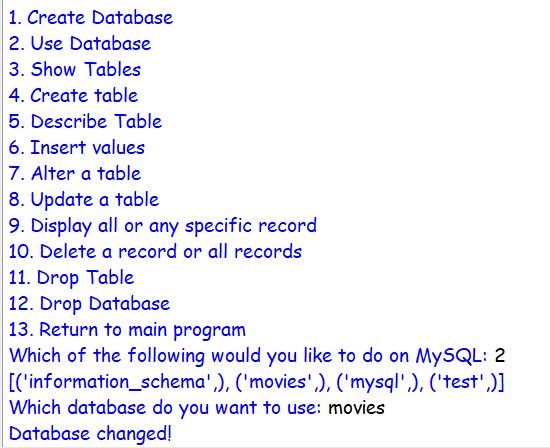 1. Create Database
2. Use Database
3. Show Tables
4. Create table
5. Describe Table
6. Insert values
7. Alter a table
8. Update a table
9. Display all or any specific record
10. Delete a record or all records
11. Drop Table
12. Drop Database
13. Return to main program
Which of the following would you like to do on MySQL: 2
[('information_schema',), ('movies',), ('mysql',), ('test',)]
Which database do you want to use: movies
Database changed!